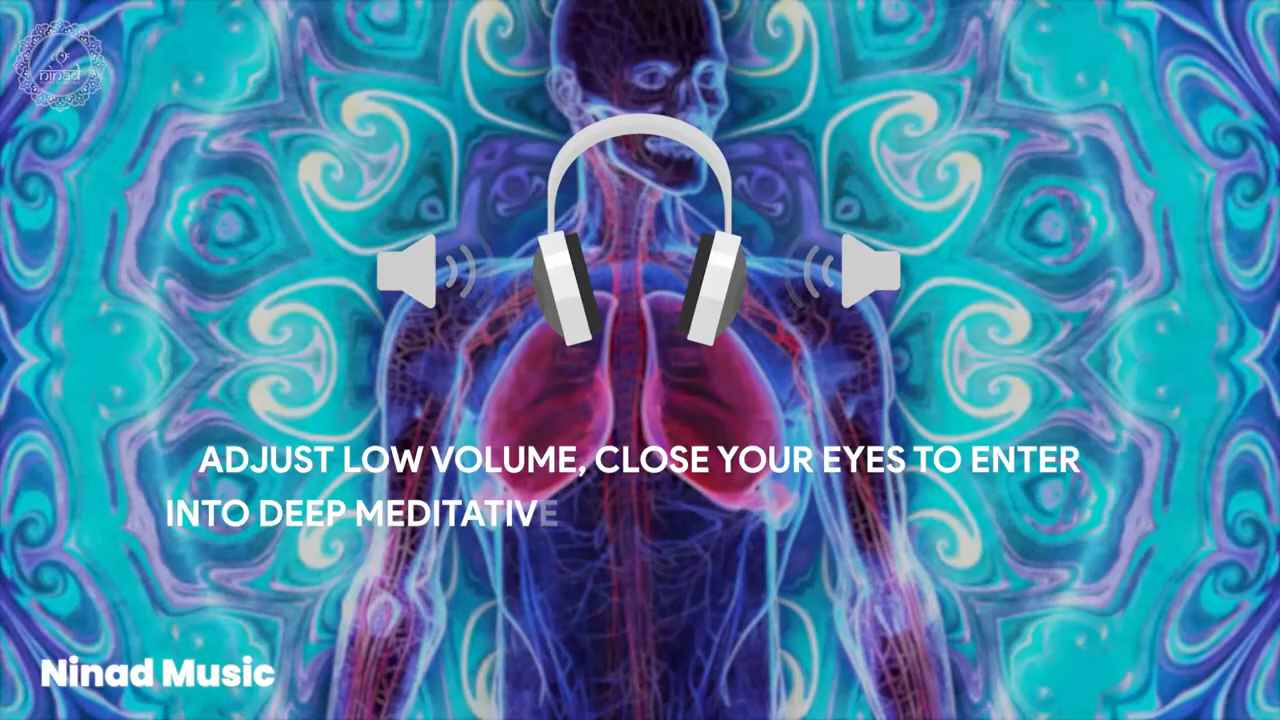 ninad
ADJUST LOW VOLUME, CLOSE YOUR EYES TO ENTER
INTO DEEP MEDITATIVE
Ninad Music